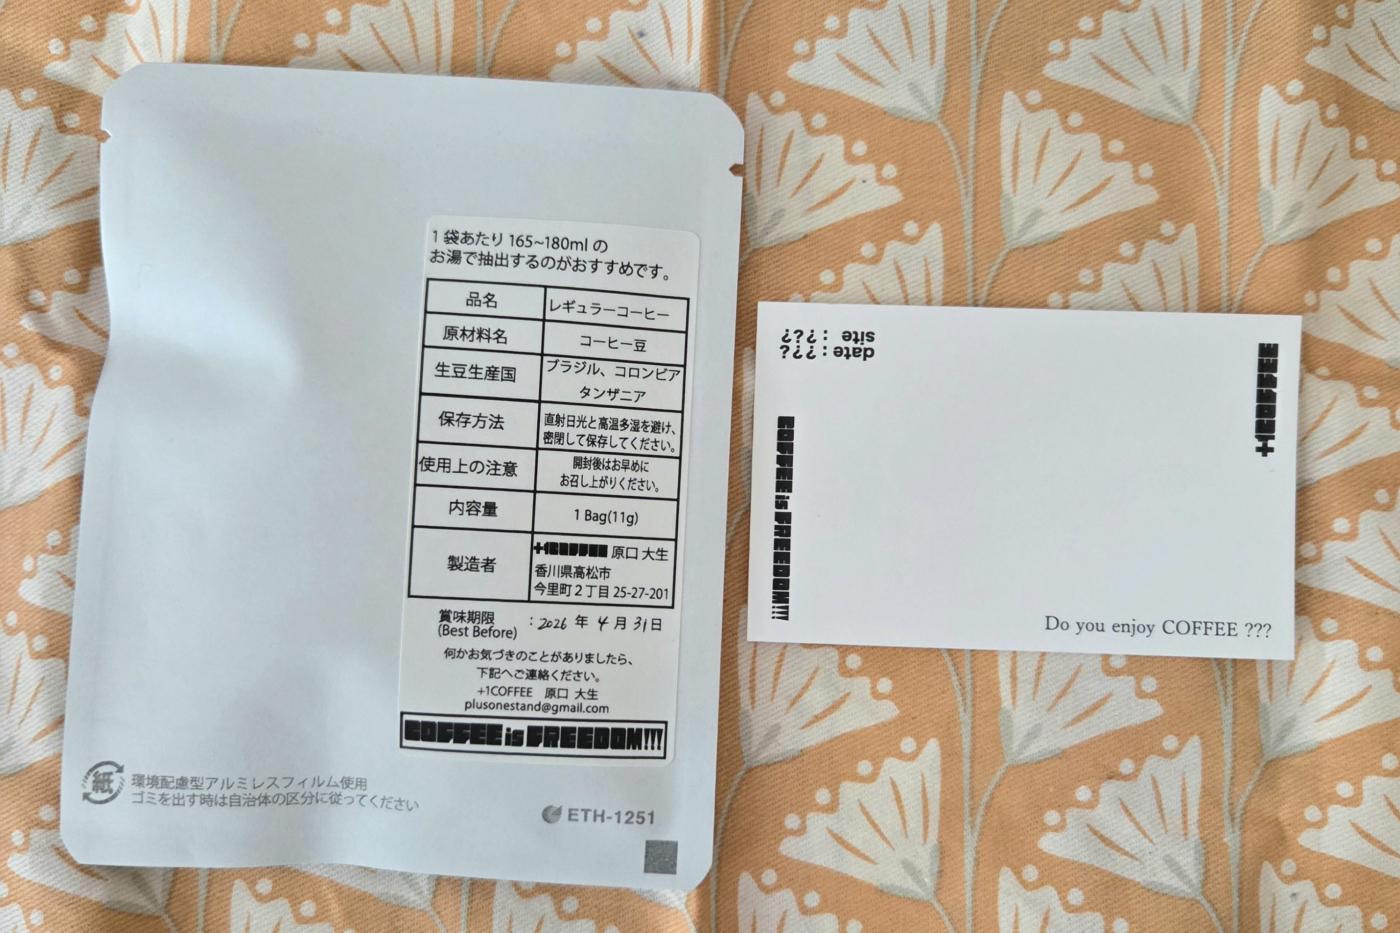 1 袋あたり 165~180ml の
お湯で抽出するのがおすすめです。
品名 レギュラーコーヒー
原材料名 コーヒー豆
生豆生産国 ブラジル、コロンビア
タンザニア
保存方法 直射日光と高温多湿を避け、
密閉して保存してください。
使用上の注意 開封後はお早めに
お召し上がりください。
内容量 1 Bag(11g)
製造者 +1COFFEE 原口 大生
香川県高松市
今里町２丁目 25-27-201
賞味期限
(Best Before) : 2026 年 4 月 31 日
何かお気づきのことがありましたら、
下記へご連絡ください。
+1COFFEE 原口 大生
plusonestand@gmail.com
COFFEE is FREEDOM!!!
紙
環境配慮型アルミレスフィルム使用
ゴミを出す時は自治体の区分に従ってください
ETH-1251
date : ???
site : ???
COFFEE is FREEDOM!!!
+1COFFEE
Do you enjoy COFFEE ???